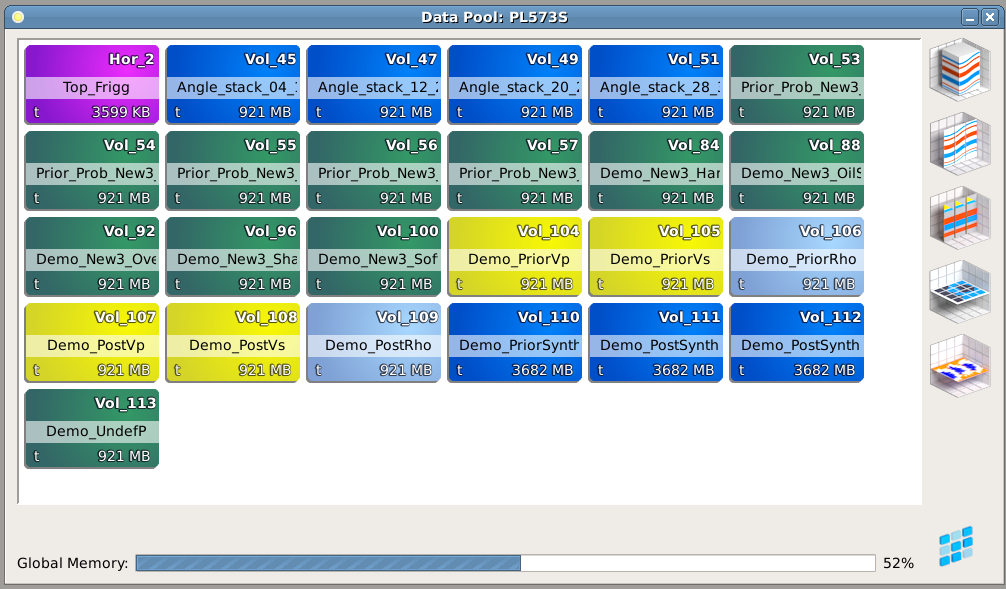 Data Pool: PL573S
Hor_2 Vol_45 Vol_47 Vol_49 Vol_51 Vol_53
Top_Frigg Angle_stack_04_ Angle_stack_12_ Angle_stack_20_ Angle_stack_28_ Prior_Prob_New3_
t 3599 KB t 921 MB t 921 MB t 921 MB t 921 MB t 921 MB
Vol_54 Vol_55 Vol_56 Vol_57 Vol_84 Vol_88
Prior_Prob_New3_ Prior_Prob_New3_ Prior_Prob_New3_ Prior_Prob_New3_ Demo_New3_Har Demo_New3_OilS
t 921 MB t 921 MB t 921 MB t 921 MB t 921 MB t 921 MB
Vol_92 Vol_96 Vol_100 Vol_104 Vol_105 Vol_106
Demo_New3_Ove Demo_New3_Sha Demo_New3_Sof Demo_PriorVp Demo_PriorVs Demo_PriorRho
t 921 MB t 921 MB t 921 MB t 921 MB t 921 MB t 921 MB
Vol_107 Vol_108 Vol_109 Vol_110 Vol_111 Vol_112
Demo_PostVp Demo_PostVs Demo_PostRho Demo_PriorSynth Demo_PostSynth Demo_PostSynth
t 921 MB t 921 MB t 921 MB t 3682 MB t 3682 MB t 3682 MB
Vol_113
Demo_UndefP
t 921 MB
Global Memory: 52%